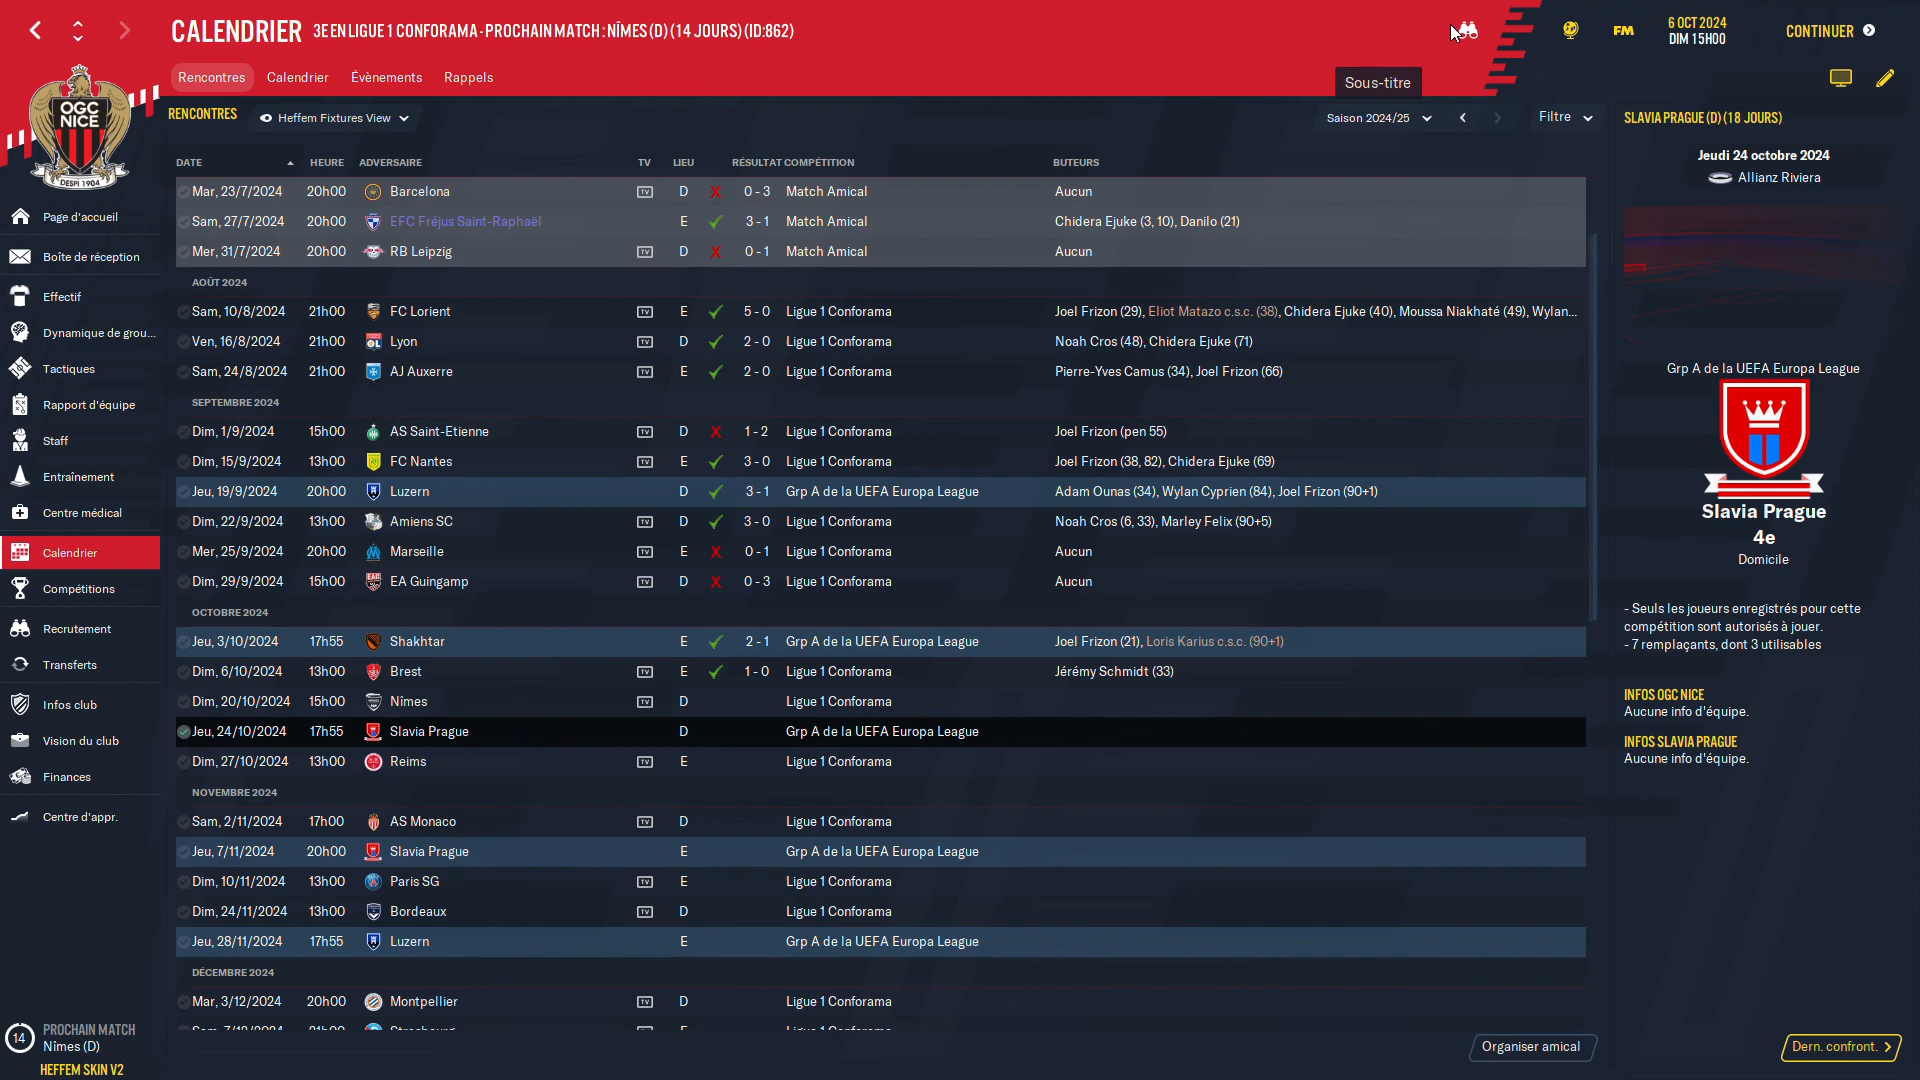 CALENDRIER 3E EN LIGUE 1 CONFORAMA - PROCHAIN MATCH : NÎMES (D) (14 JOURS) (ID:862)
FM
6 OCT 2024
DIM 15H00
CONTINUER
Rencontres Calendrier Évènements Rappels
Sous-titre
OGC NICE
DESPI 1904
RENCONTRES Heffem Fixtures View Saison 2024/25 Filtre
DATE HEURE ADVERSAIRE TV LIEU RÉSULTAT COMPÉTITION BUTEURS
Mar, 23/7/2024 20h00 Barcelona TV D X 0 - 3 Match Amical Aucun
Sam, 27/7/2024 20h00 EFC Fréjus Saint-Raphaël E 3 - 1 Match Amical Chidera Ejuke (3, 10), Danilo (21)
Mer, 31/7/2024 20h00 RB Leipzig TV D X 0 - 1 Match Amical Aucun
AOÛT 2024
Sam, 10/8/2024 21h00 FC Lorient TV E 5 - 0 Ligue 1 Conforama Joel Frizon (29), Eliot Matazo c.s.c. (38), Chidera Ejuke (40), Moussa Niakhaté (49), Wylan...
Ven, 16/8/2024 21h00 Lyon TV D 2 - 0 Ligue 1 Conforama Noah Cros (48), Chidera Ejuke (71)
Sam, 24/8/2024 21h00 AJ Auxerre TV E 2 - 0 Ligue 1 Conforama Pierre-Yves Camus (34), Joel Frizon (66)
SEPTEMBRE 2024
Dim, 1/9/2024 15h00 AS Saint-Etienne TV D X 1 - 2 Ligue 1 Conforama Joel Frizon (pen 55)
Dim, 15/9/2024 13h00 FC Nantes TV E 3 - 0 Ligue 1 Conforama Joel Frizon (38, 82), Chidera Ejuke (69)
Jeu, 19/9/2024 20h00 Luzern D 3 - 1 Grp A de la UEFA Europa League Adam Ounas (34), Wylan Cyprien (84), Joel Frizon (90+1)
Dim, 22/9/2024 13h00 Amiens SC TV D 3 - 0 Ligue 1 Conforama Noah Cros (6, 33), Marley Felix (90+5)
Mer, 25/9/2024 20h00 Marseille TV E X 0 - 1 Ligue 1 Conforama Aucun
Dim, 29/9/2024 15h00 EA Guingamp TV D X 0 - 3 Ligue 1 Conforama Aucun
OCTOBRE 2024
Jeu, 3/10/2024 17h55 Shakhtar E 2 - 1 Grp A de la UEFA Europa League Joel Frizon (21), Loris Karius c.s.c. (90+1)
Dim, 6/10/2024 13h00 Brest TV E 1 - 0 Ligue 1 Conforama Jérémy Schmidt (33)
Dim, 20/10/2024 15h00 Nîmes TV D Ligue 1 Conforama
Jeu, 24/10/2024 17h55 Slavia Prague D Grp A de la UEFA Europa League
Dim, 27/10/2024 13h00 Reims TV E Ligue 1 Conforama
NOVEMBRE 2024
Sam, 2/11/2024 17h00 AS Monaco TV D Ligue 1 Conforama
Jeu, 7/11/2024 20h00 Slavia Prague E Grp A de la UEFA Europa League
Dim, 10/11/2024 13h00 Paris SG TV E Ligue 1 Conforama
Dim, 24/11/2024 13h00 Bordeaux TV D Ligue 1 Conforama
Jeu, 28/11/2024 17h55 Luzern E Grp A de la UEFA Europa League
DÉCEMBRE 2024
Mar, 3/12/2024 20h00 Montpellier TV D Ligue 1 Conforama
Page d'accueil
Boîte de réception
Effectif
Dynamique de grou...
Tactiques
Rapport d'équipe
Staff
Entraînement
Centre médical
Calendrier
Compétitions
Recrutement
Transferts
Infos club
Vision du club
Finances
Centre d'appr.
14
PROCHAIN MATCH
Nîmes (D)
HEFFEM SKIN V2
SLAVIA PRAGUE (D) (18 JOURS)
Jeudi 24 octobre 2024
Allianz Riviera
Grp A de la UEFA Europa League
Slavia Prague
4e
Domicile
- Seuls les joueurs enregistrés pour cette
compétition sont autorisés à jouer.
- 7 remplaçants, dont 3 utilisables
INFOS OGC NICE
Aucune info d'équipe.
INFOS SLAVIA PRAGUE
Aucune info d'équipe.
Organiser amical
Dern. confront.